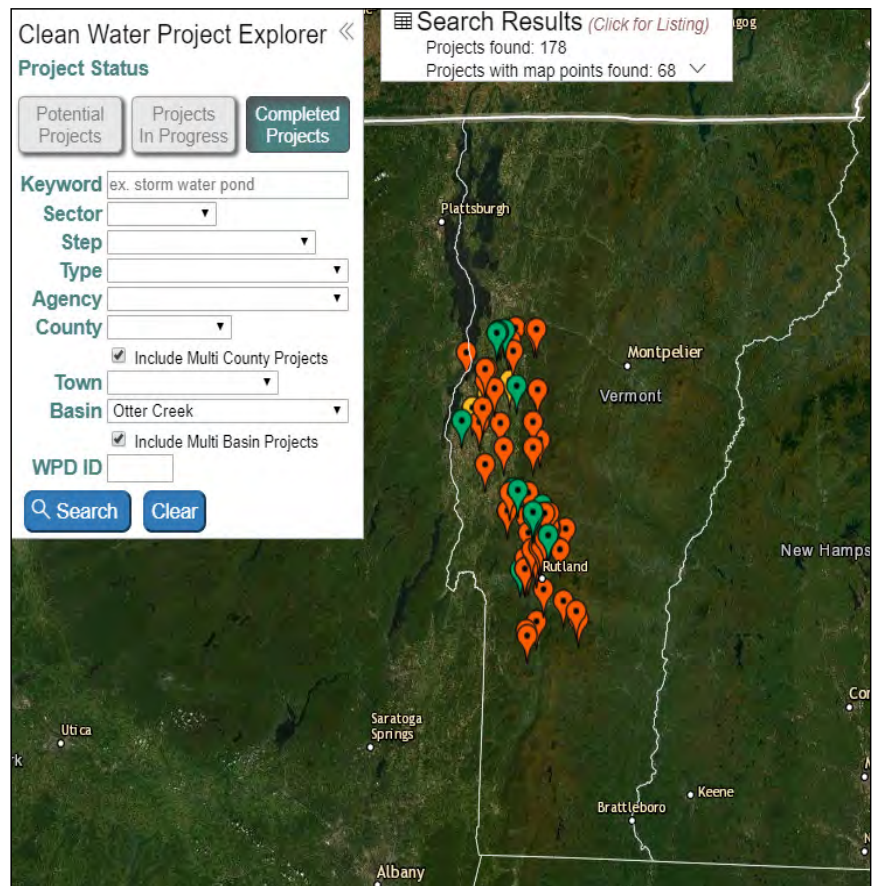 Clean Water Project Explorer
Project Status
Potential
Projects
Projects
In Progress
Completed
Projects
Keyword ex. storm water pond
Sector
Step
Type
Agency
County
Include Multi County Projects
Town
Basin Otter Creek
Include Multi Basin Projects
WPD ID
Search Clear
Search Results (Click for Listing)
Projects found: 178
Projects with map points found: 68
gog
Plattsburgh
Montpelier
Vermont
New Hamps
Rutland
Utica
Saratoga
Springs
Keene
Brattleboro
Albany